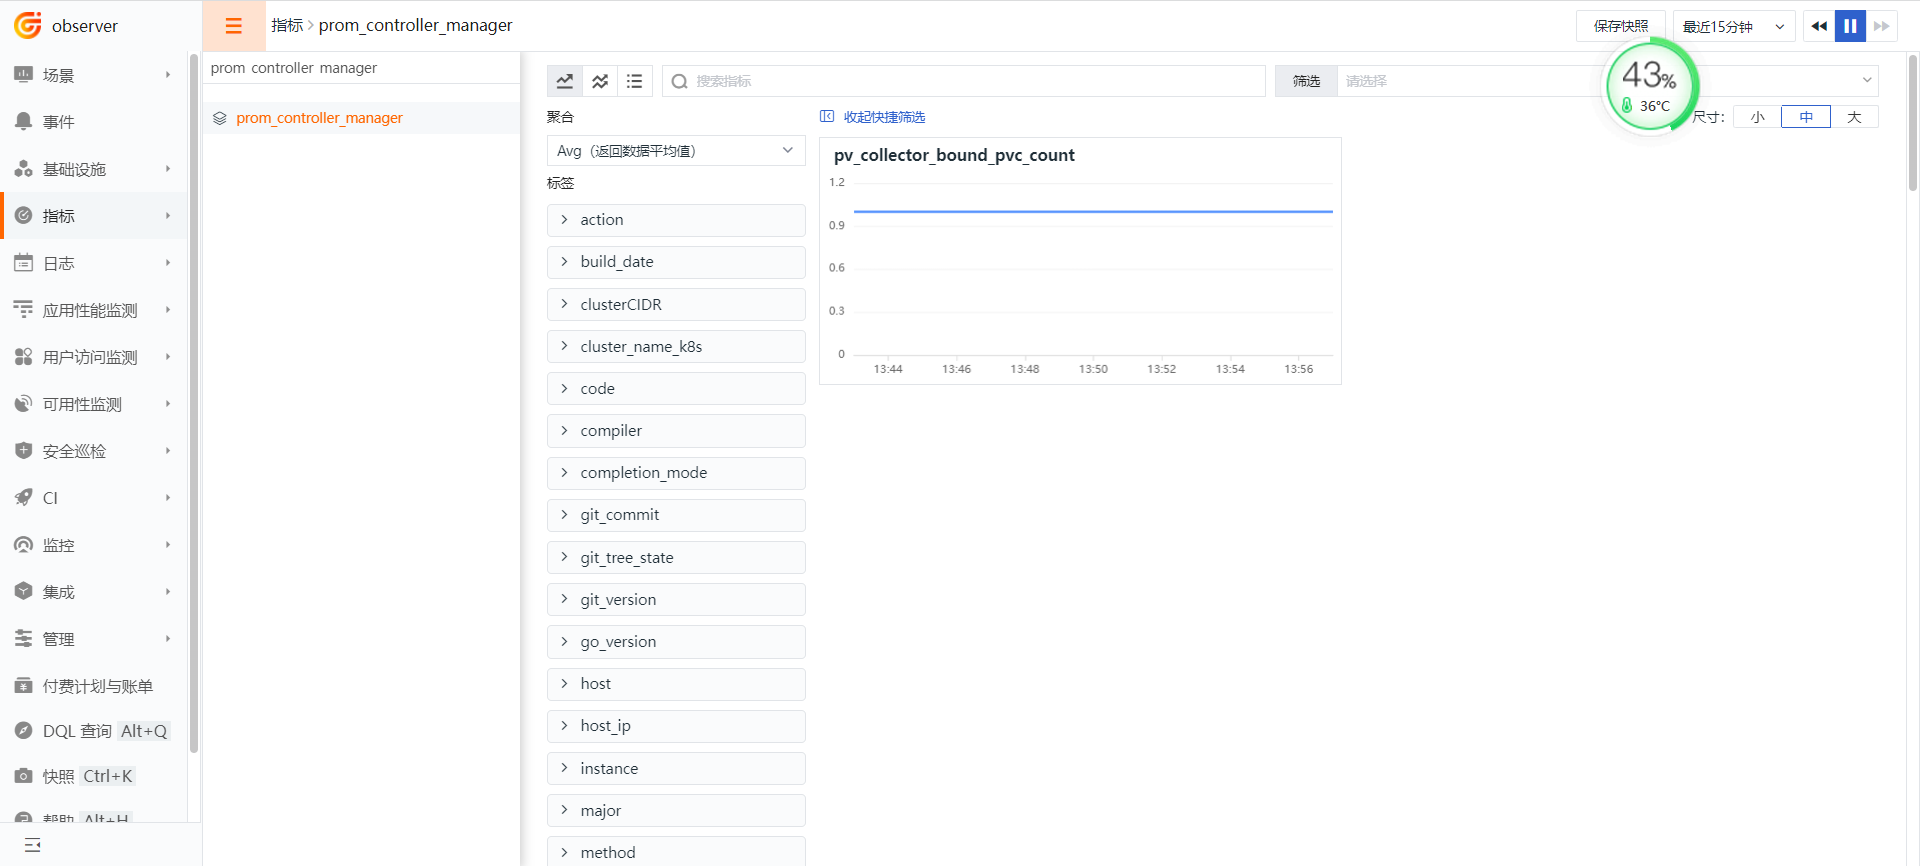 observer
指标 > prom_controller_manager
保存快照
最近15分钟
场景
事件
基础设施
指标
日志
应用性能监测
用户访问监测
可用性监测
安全巡检
CI
监控
集成
管理
付费计划与账单
DQL 查询 Alt+Q
快照 Ctrl+K
帮助 Alt+H
prom controller manager
prom_controller_manager
搜索指标
筛选
请选择
43%
36°C
聚合
收起快捷筛选
尺寸:
小
中
大
Avg（返回数据平均值）
标签
action
build_date
clusterCIDR
cluster_name_k8s
code
compiler
completion_mode
git_commit
git_tree_state
git_version
go_version
host
host_ip
instance
major
method
pv_collector_bound_pvc_count
1.2
0.9
0.6
0.3
0
13:44
13:46
13:48
13:50
13:52
13:54
13:56